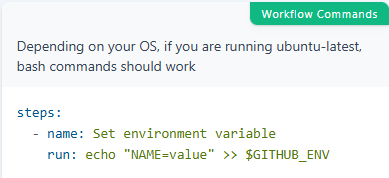 Workflow Commands
Depending on your OS, if you are running ubuntu-latest,
bash commands should work
steps:
  - name: Set environment variable
    run: echo "NAME=value" >> $GITHUB_ENV